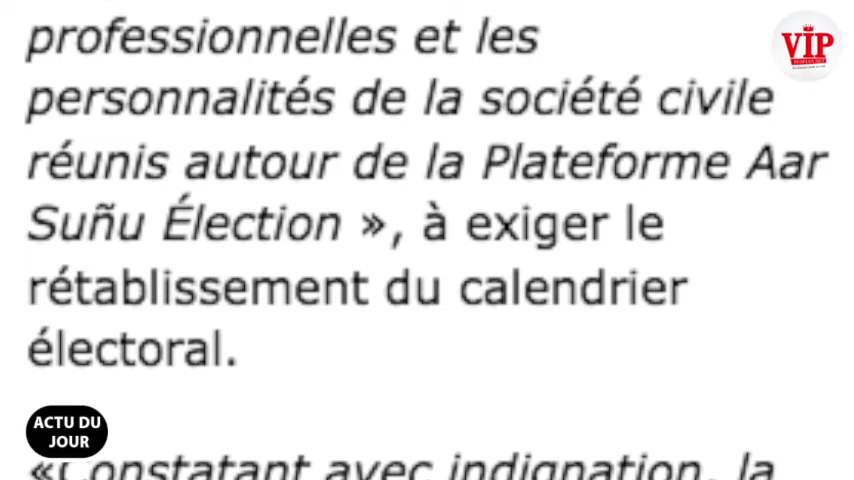 professionnelles et les
personnalités de la société civile
réunis autour de la Plateforme Aar
Suñu Élection », à exiger le
rétablissement du calendrier
électoral.
«Constatant avec indignation, la
VIP
ACTU DU
JOUR